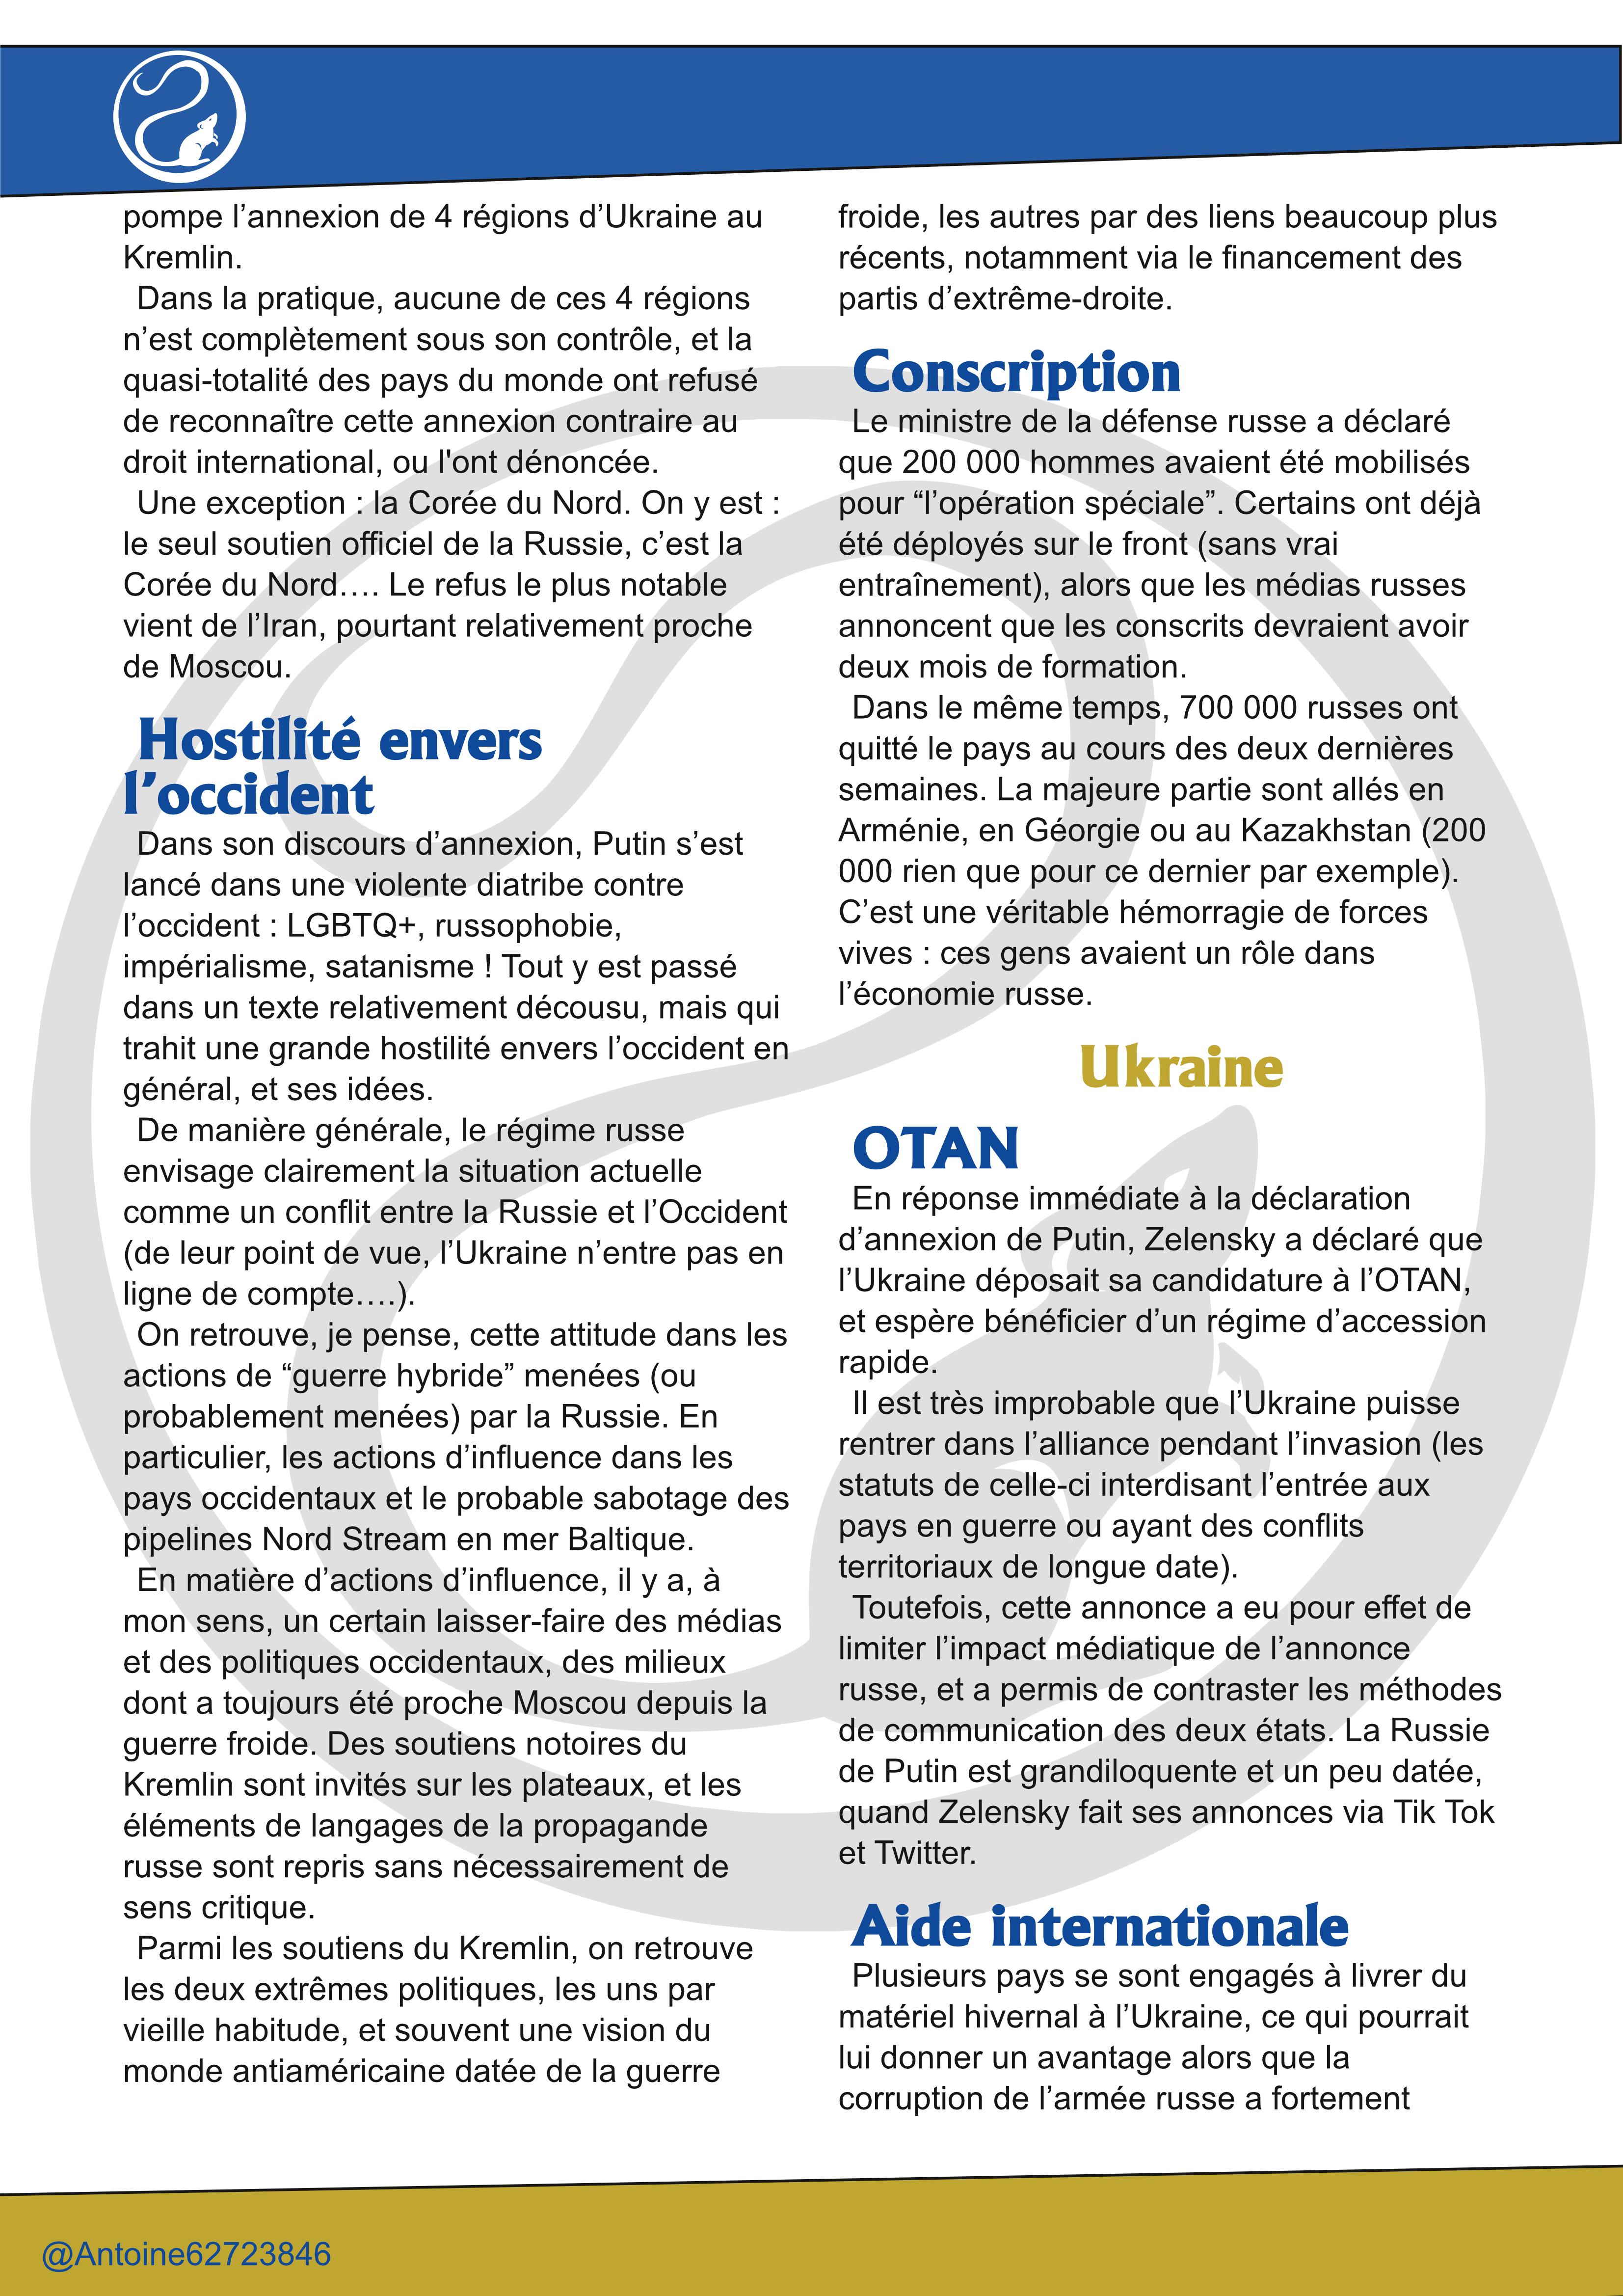 pompe l’annexion de 4 régions d’Ukraine au
Kremlin.
Dans la pratique, aucune de ces 4 régions
n’est complètement sous son contrôle, et la
quasi-totalité des pays du monde ont refusé
de reconnaître cette annexion contraire au
droit international, ou l'ont dénoncée.
Une exception : la Corée du Nord. On y est :
le seul soutien officiel de la Russie, c’est la
Corée du Nord…. Le refus le plus notable
vient de l’Iran, pourtant relativement proche
de Moscou.
Hostilité envers
l’occident
Dans son discours d’annexion, Putin s’est
lancé dans une violente diatribe contre
l’occident : LGBTQ+, russophobie,
impérialisme, satanisme ! Tout y est passé
dans un texte relativement décousu, mais qui
trahit une grande hostilité envers l’occident en
général, et ses idées.
De manière générale, le régime russe
envisage clairement la situation actuelle
comme un conflit entre la Russie et l’Occident
(de leur point de vue, l’Ukraine n’entre pas en
ligne de compte….).
On retrouve, je pense, cette attitude dans les
actions de “guerre hybride” menées (ou
probablement menées) par la Russie. En
particulier, les actions d’influence dans les
pays occidentaux et le probable sabotage des
pipelines Nord Stream en mer Baltique.
En matière d’actions d’influence, il y a, à
mon sens, un certain laisser-faire des médias
et des politiques occidentaux, des milieux
dont a toujours été proche Moscou depuis la
guerre froide. Des soutiens notoires du
Kremlin sont invités sur les plateaux, et les
éléments de langages de la propagande
russe sont repris sans nécessairement de
sens critique.
Parmi les soutiens du Kremlin, on retrouve
les deux extrêmes politiques, les uns par
vieille habitude, et souvent une vision du
monde antiaméricaine datée de la guerre
froide, les autres par des liens beaucoup plus
récents, notamment via le financement des
partis d’extrême-droite.
Conscription
Le ministre de la défense russe a déclaré
que 200 000 hommes avaient été mobilisés
pour “l’opération spéciale”. Certains ont déjà
été déployés sur le front (sans vrai
entraînement), alors que les médias russes
annoncent que les conscrits devraient avoir
deux mois de formation.
Dans le même temps, 700 000 russes ont
quitté le pays au cours des deux dernières
semaines. La majeure partie sont allés en
Arménie, en Géorgie ou au Kazakhstan (200
000 rien que pour ce dernier par exemple).
C’est une véritable hémorragie de forces
vives : ces gens avaient un rôle dans
l’économie russe.
Ukraine
OTAN
En réponse immédiate à la déclaration
d’annexion de Putin, Zelensky a déclaré que
l’Ukraine déposait sa candidature à l’OTAN,
et espère bénéficier d’un régime d’accession
rapide.
Il est très improbable que l’Ukraine puisse
rentrer dans l’alliance pendant l’invasion (les
statuts de celle-ci interdisant l’entrée aux
pays en guerre ou ayant des conflits
territoriaux de longue date).
Toutefois, cette annonce a eu pour effet de
limiter l’impact médiatique de l’annonce
russe, et a permis de contraster les méthodes
de communication des deux états. La Russie
de Putin est grandiloquente et un peu datée,
quand Zelensky fait ses annonces via Tik Tok
et Twitter.
Aide internationale
Plusieurs pays se sont engagés à livrer du
matériel hivernal à l’Ukraine, ce qui pourrait
lui donner un avantage alors que la
corruption de l’armée russe a fortement
@Antoine62723846